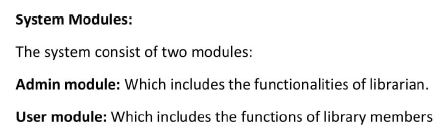 System Modules:
The system consist of two modules:
Admin module: Which includes the functionalities of librarian.
User module: Which includes the functions of library members